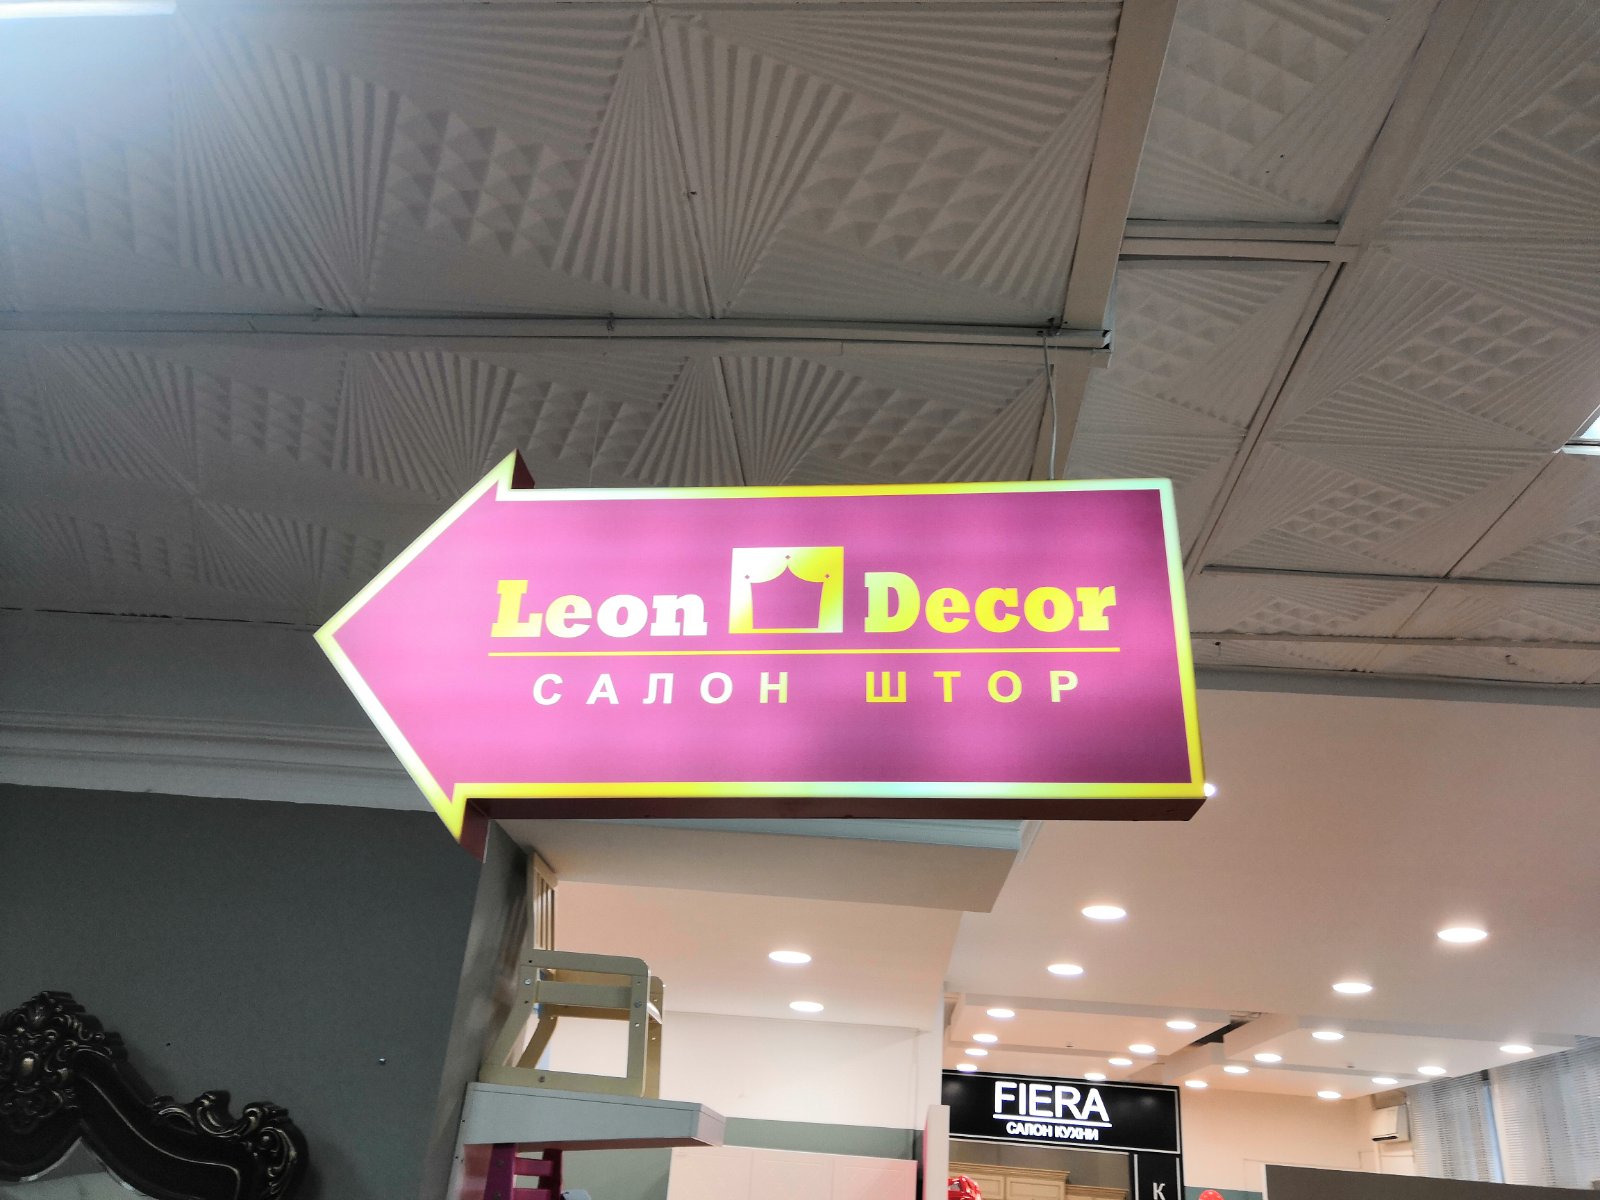 Leon Decor
САЛОН ШТОР
FIERA
САЛОН КУХНИ
К